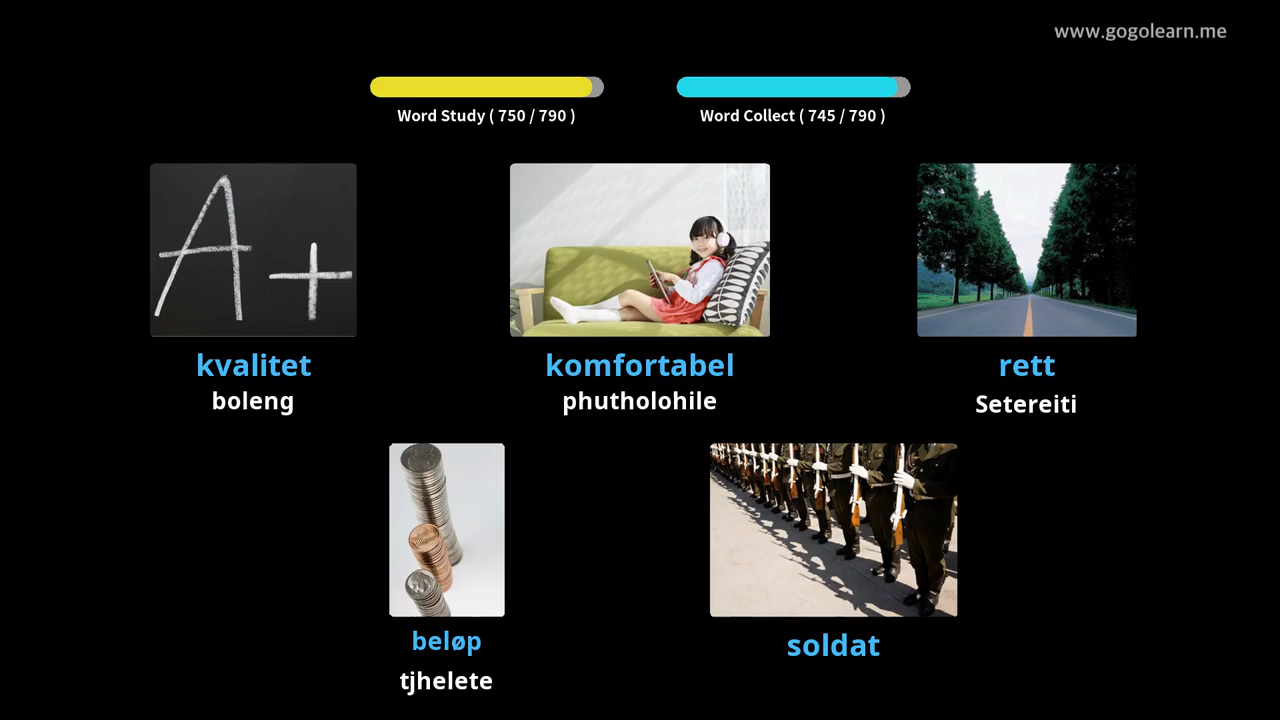 www.gogolearn.me
Word Study ( 750 / 790 )
Word Collect ( 745 / 790 )
A+
kvalitet
boleng
komfortabel
phutholohile
rett
Setereiti
beløp
tjhelete
soldat